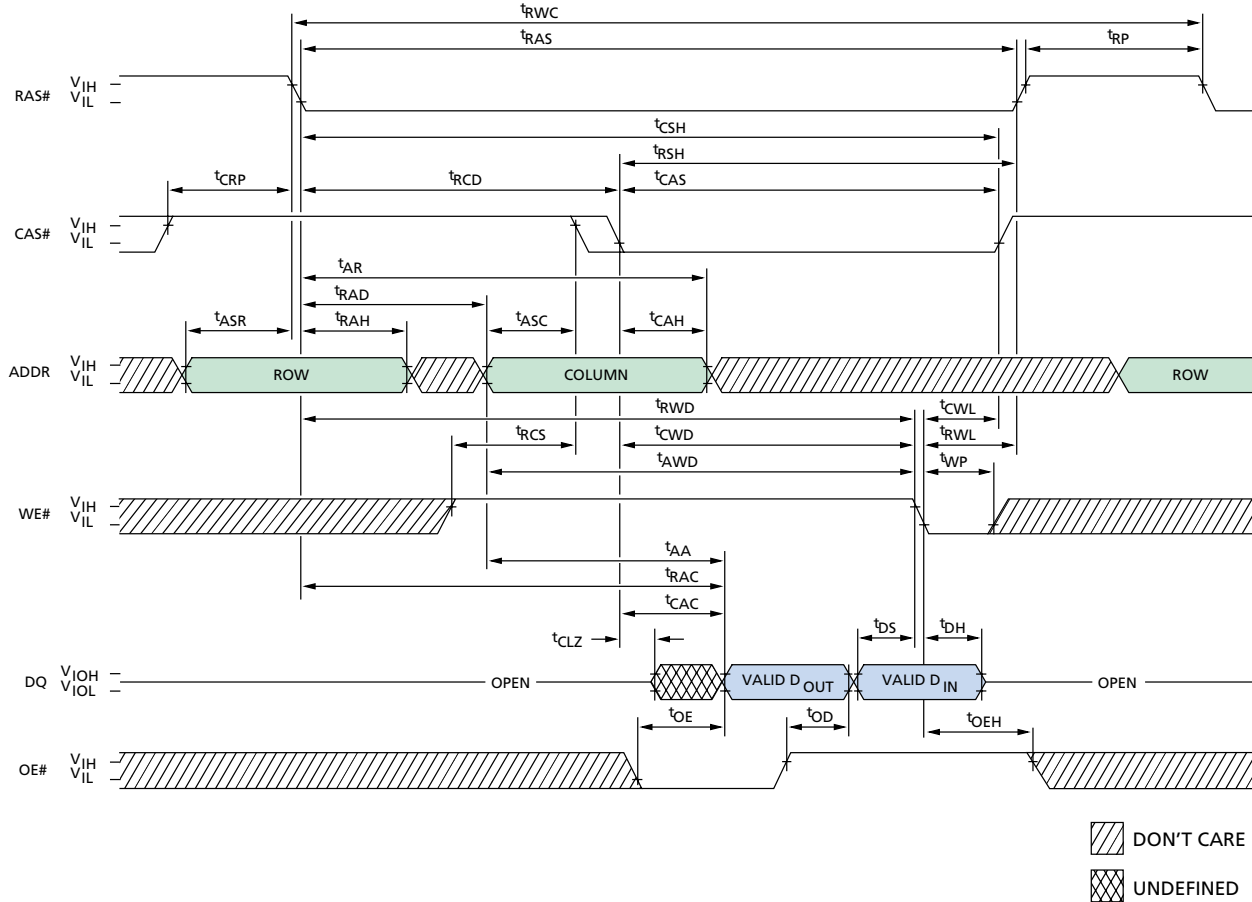 tRWC
tRAS
tRP
RAS#
VIH
VIL
tCSH
tRSH
tCRP
tRCD
tCAS
CAS#
VIH
VIL
tAR
tRAD
tASR
tRAH
tASC
tCAH
ADDR
VIH
VIL
ROW
COLUMN
ROW
tRWD
tCWL
tRCS
tCWD
tRWL
tAWD
tWP
WE#
VIH
VIL
tAA
tRAC
tCAC
tCLZ
tDS
tDH
DQ
VIOH
VIOL
OPEN
VALID DOUT
VALID DIN
OPEN
tOE
tOD
tOEH
OE#
VIH
VIL
DON'T CARE
UNDEFINED